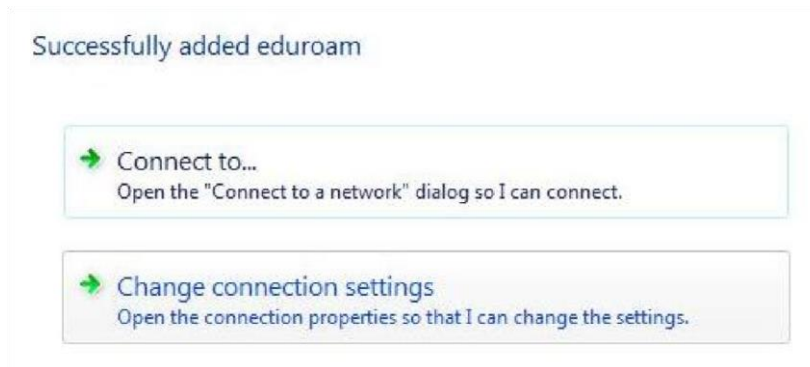 Successfully added eduroam
Connect to...
Open the "Connect to a network" dialog so I can connect.
Change connection settings
Open the connection properties so that I can change the settings.